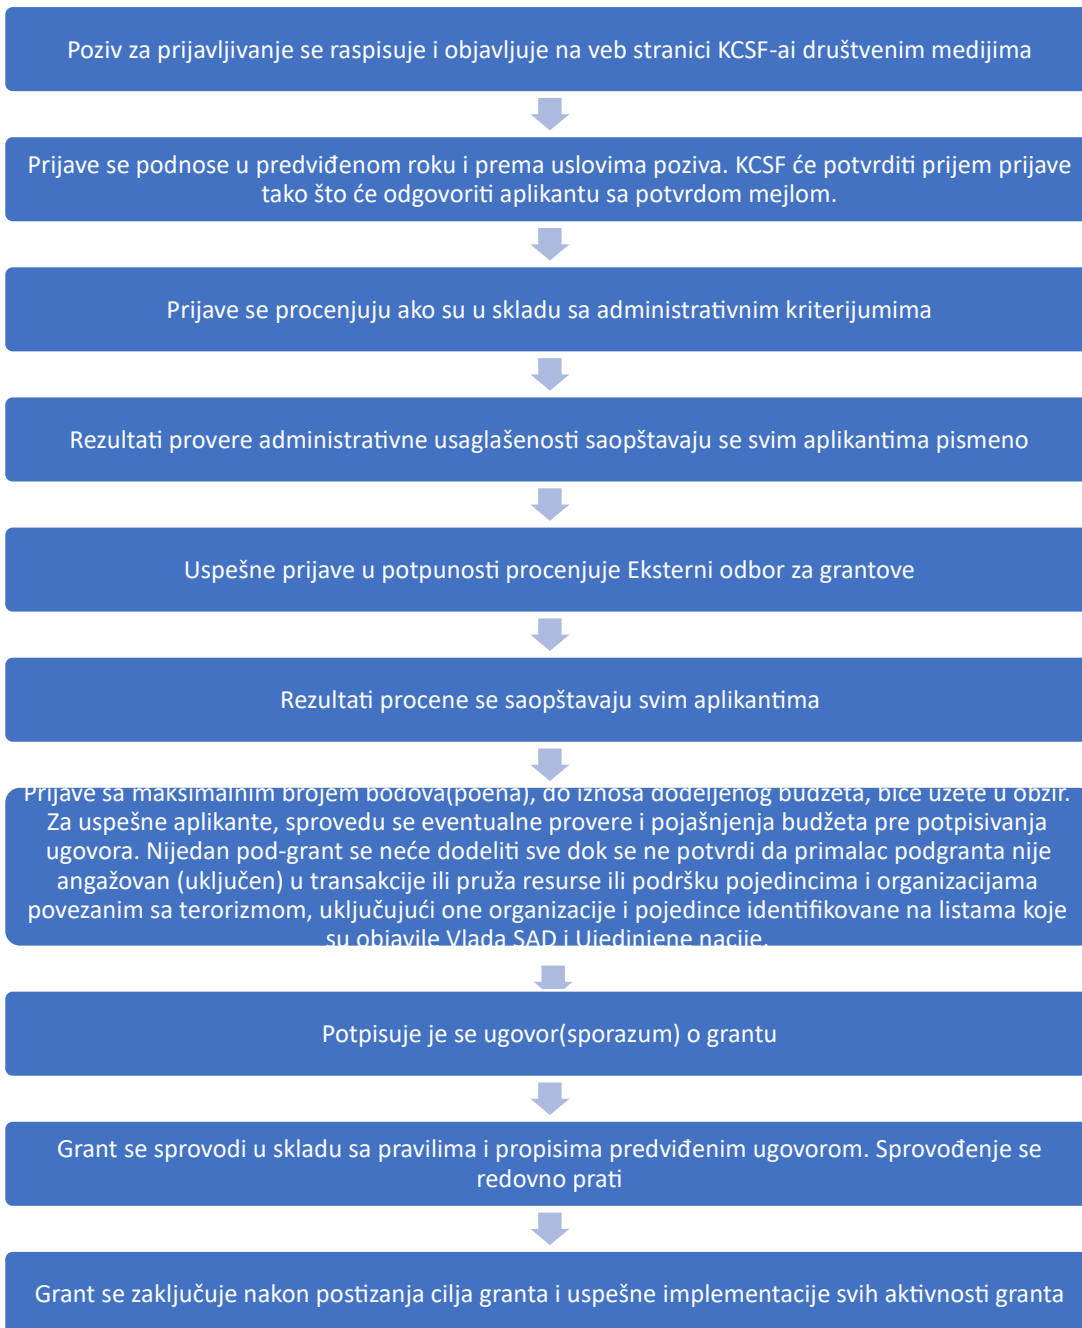 Poziv za prijavljivanje se raspisuje i objavljuje na veb stranici KCSF-ai društvenim medijima
Prijave se podnose u predviđenom roku i prema uslovima poziva. KCSF će potvrditi prijem prijave
tako što će odgovoriti aplikantu sa potvrdom mejlom.
Prijave se procenjuju ako su u skladu sa administrativnim kriterijumima
Rezultati provere administrativne usaglašenosti saopštavaju se svim aplikantima pismeno
Uspešne prijave u potpunosti procenjuje Eksterni odbor za grantove
Rezultati procene se saopštavaju svim aplikantima
Prijave sa maksimalnim brojem bodova(poena), do iznosa dodeljenog budžeta, biće uzete u obzir.
Za uspešne aplikante, sprovedu se eventualne provere i pojašnjenja budžeta pre potpisivanja
ugovora. Nijedan pod-grant se neće dodeliti sve dok se ne potvrdi da primalac podgranta nije
angažovan (uključen) u transakcije ili pruža resurse ili podršku pojedincima i organizacijama
povezanim sa terorizmom, uključujući one organizacije i pojedince identifikovane na listama koje
su objavile Vlada SAD i Ujedinjene nacije.
Potpisuje je se ugovor(sporazum) o grantu
Grant se sprovodi u skladu sa pravilima i propisima predviđenim ugovorom. Sprovođenje se
redovno prati
Grant se zaključuje nakon postizanja cilja granta i uspešne implementacije svih aktivnosti granta